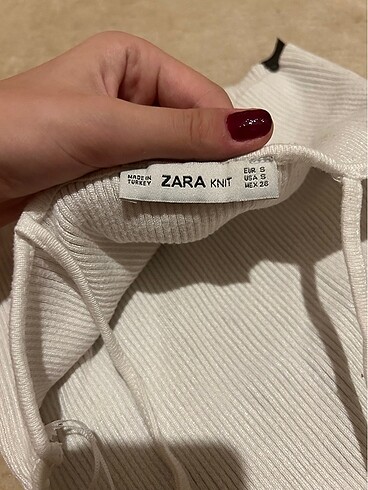 MADE IN
TURKEY
ZARA KNIT
EUR S
USA S
MEX 26